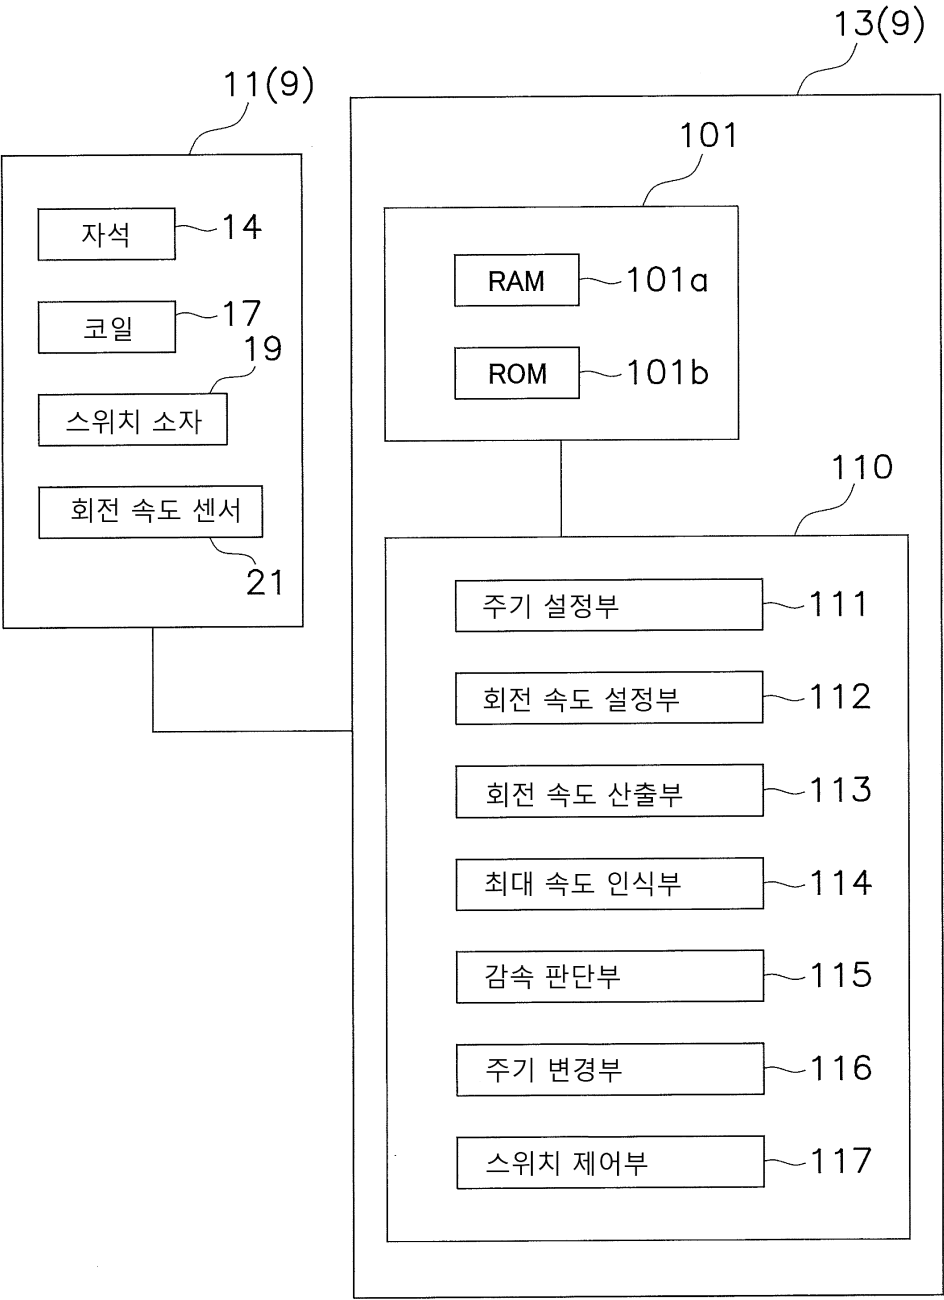 13(9)
11(9)
101
자석 14
RAM 101a
코일 17
19
ROM 101b
스위치 소자
110
회전 속도 센서
21
주기 설정부 111
회전 속도 설정부 112
회전 속도 산출부 113
최대 속도 인식부 114
감속 판단부 115
주기 변경부 116
스위치 제어부 117